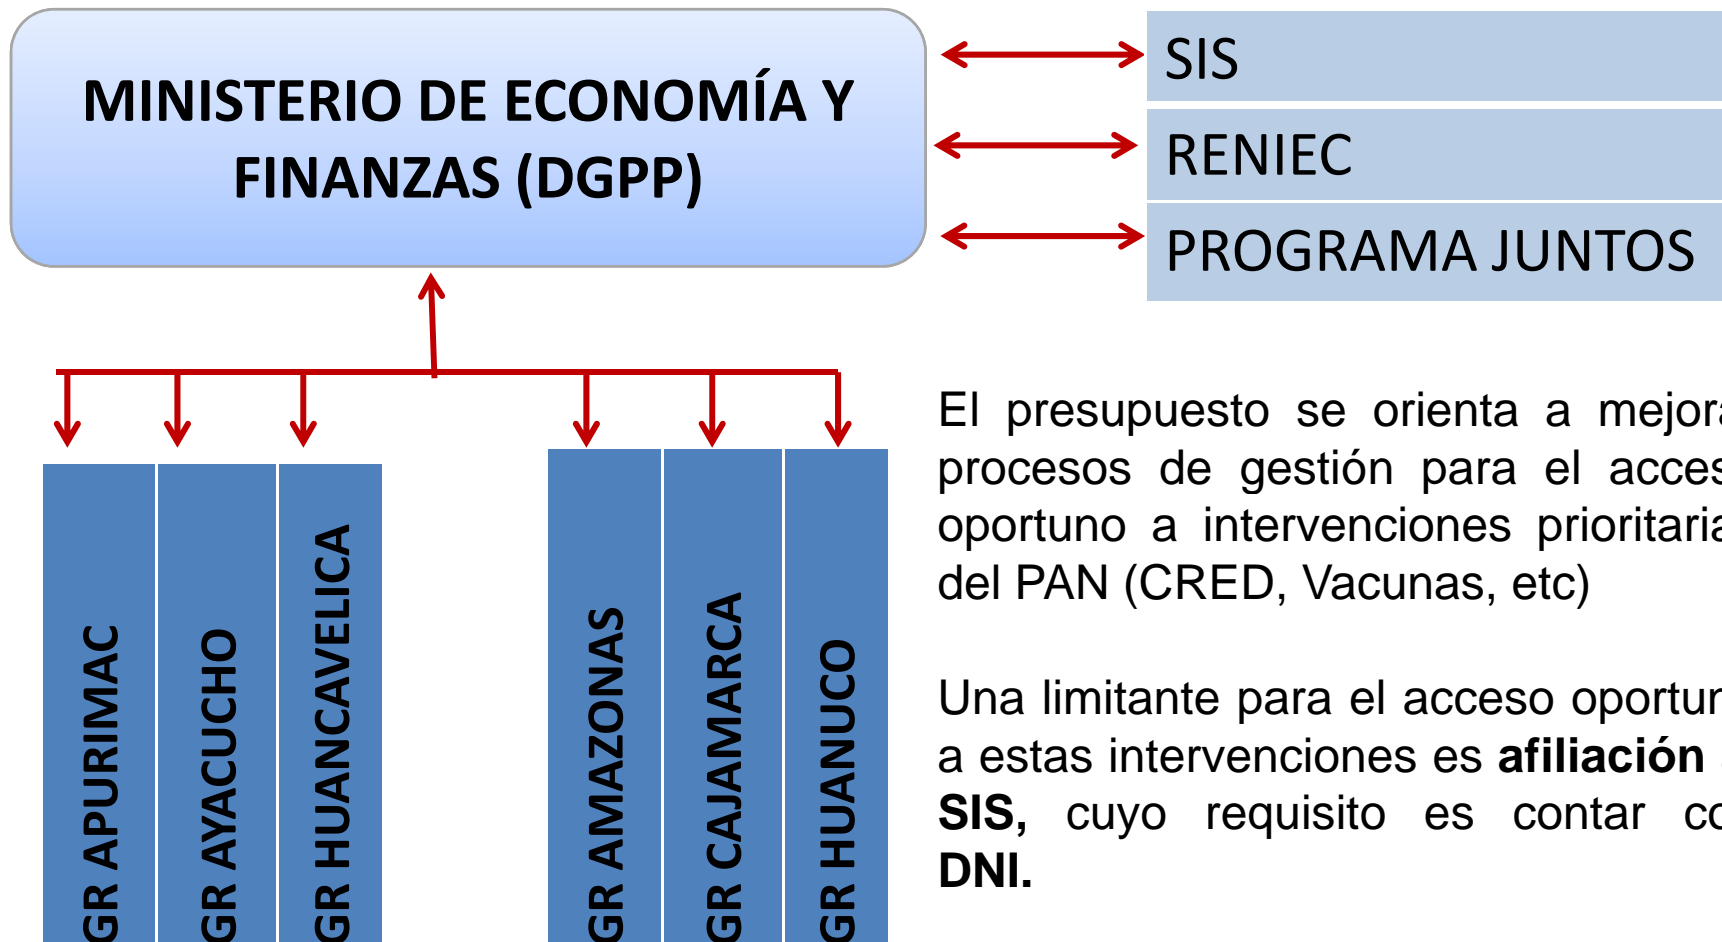 MINISTERIO DE ECONOMÍA Y
FINANZAS (DGPP)
SIS
RENIEC
PROGRAMA JUNTOS
GR APURIMAC
GR AYACUCHO
GR HUANCAVELICA
GR AMAZONAS
GR CAJAMARCA
GR HUANUCO
El presupuesto se orienta a
procesos de gestión para el
oportuno a intervenciones
del PAN (CRED, Vacunas, etc)
Una limitante para el acceso
a estas intervenciones es afiliación
SIS, cuyo requisito es contar
DNI.